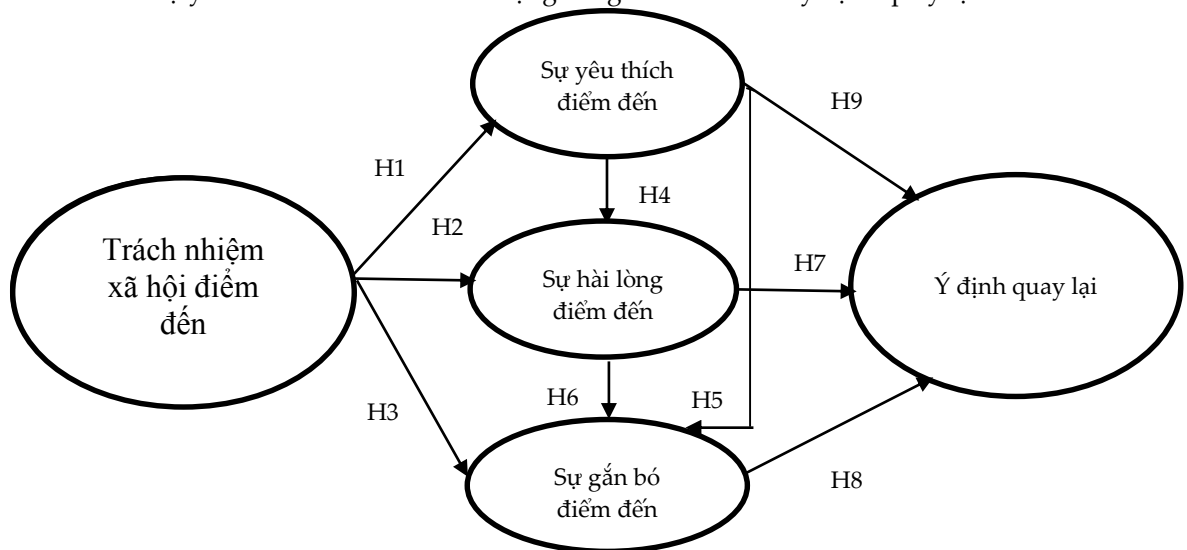 Sự yêu thích
điểm đến
H9
H1
H4
H2
Trách nhiệm
xã hội điểm
đến
Sự hài lòng
điểm đến
H7
Ý định quay lại
H6
H5
H3
Sự gắn bó
điểm đến
H8